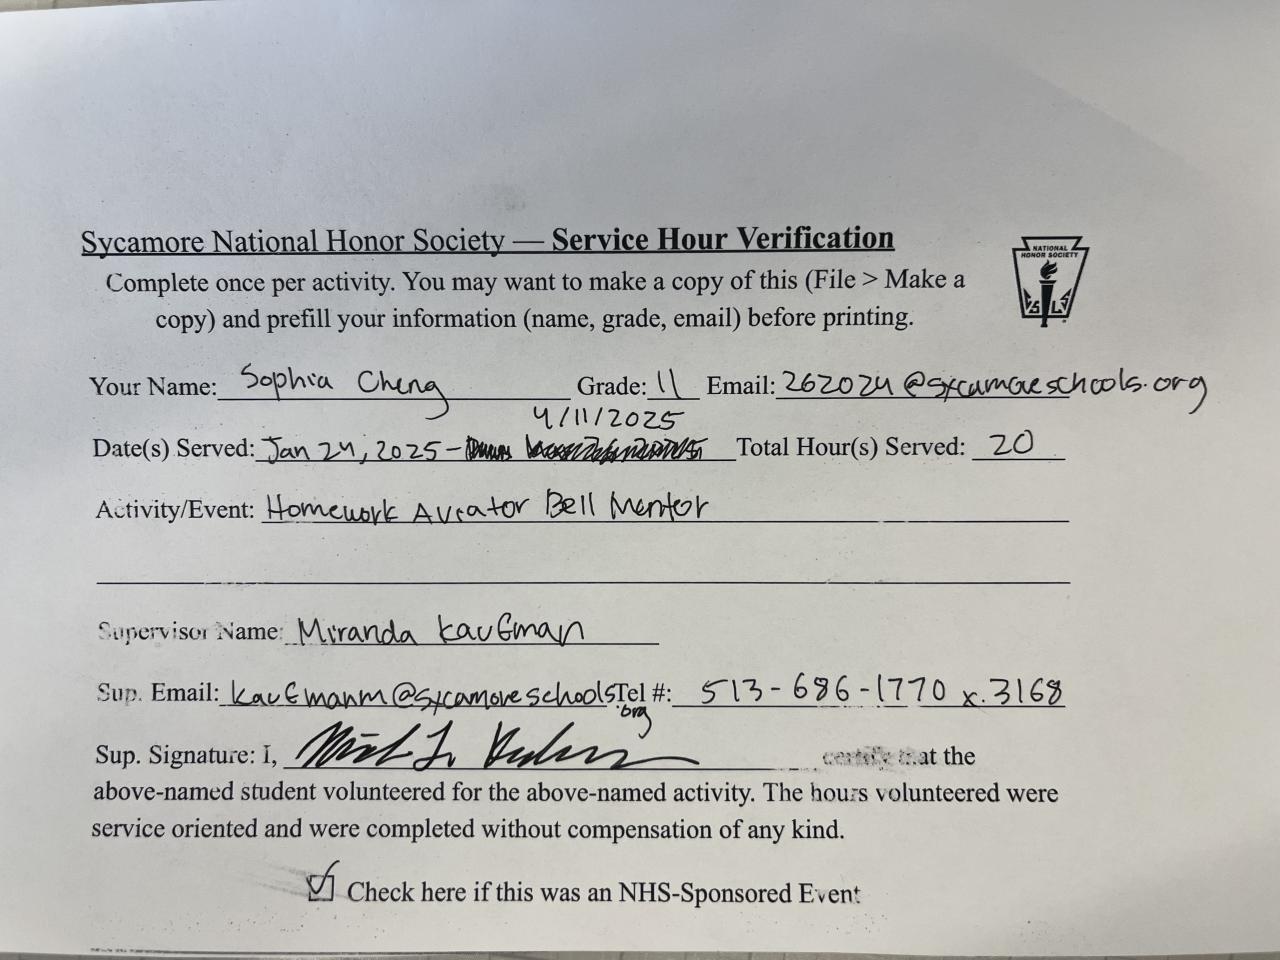 Sycamore National Honor Society — Service Hour Verification
NATIONAL
HONOR SOCIETY
Complete once per activity. You may want to make a copy of this (File > Make a
copy) and prefill your information (name, grade, email) before printing.
Your Name: Sophia Cheng Grade: 11 Email: 262024@sycamoreschools.org
4/11/2025
Date(s) Served: Jan 24, 2025 - Total Hour(s) Served: 20
Activity/Event: Homework Aviator Bell Mentor
Supervisor Name: Miranda Kaufman
Sup. Email: kaufmanm@sycamoreschools Tel #: 513-686-1770 x.3168
.org
Sup. Signature: I, certify that the
above-named student volunteered for the above-named activity. The hours volunteered were
service oriented and were completed without compensation of any kind.
Check here if this was an NHS-Sponsored Event